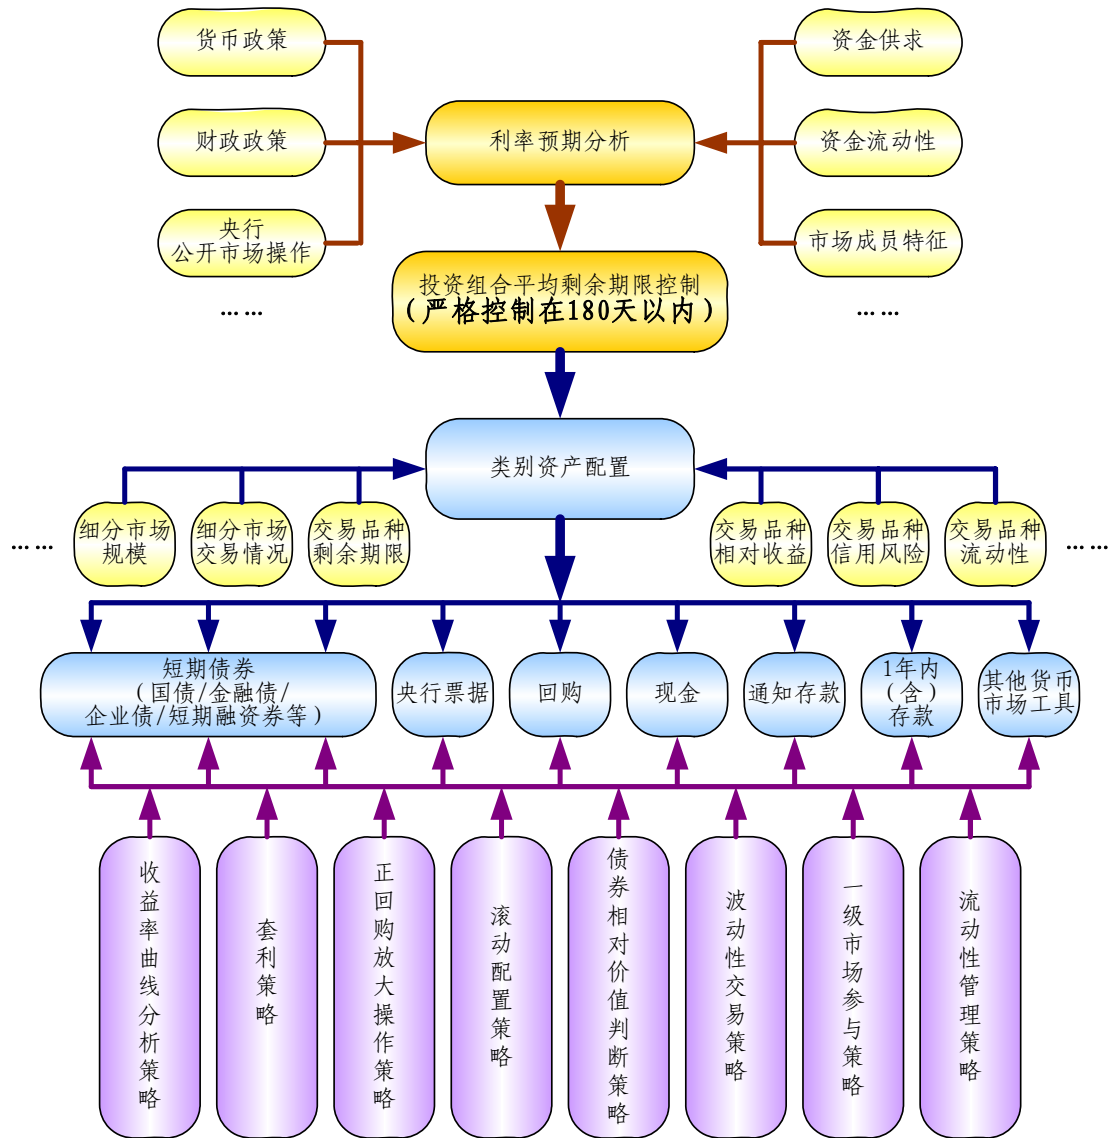 货币政策
资金供求
财政政策
利率预期分析
资金流动性
央行
公开市场操作
市场成员特征
……
投资组合平均剩余期限控制
(严格控制在180天以内)
……
类别资产配置
……
细分市场
规模
细分市场
交易情况
交易品种
剩余期限
交易品种
相对收益
交易品种
信用风险
交易品种
流动性
……
短期债券
(国债/金融债/
企业债/短期融资券等)
央行票据
回购
现金
通知存款
1年内
(含)
存款
其他货币
市场工具
收益率曲线分析策略
套利策略
正回购放大操作策略
滚动配置策略
债券相对价值判断策略
波动性交易策略
一级市场参与策略
流动性管理策略